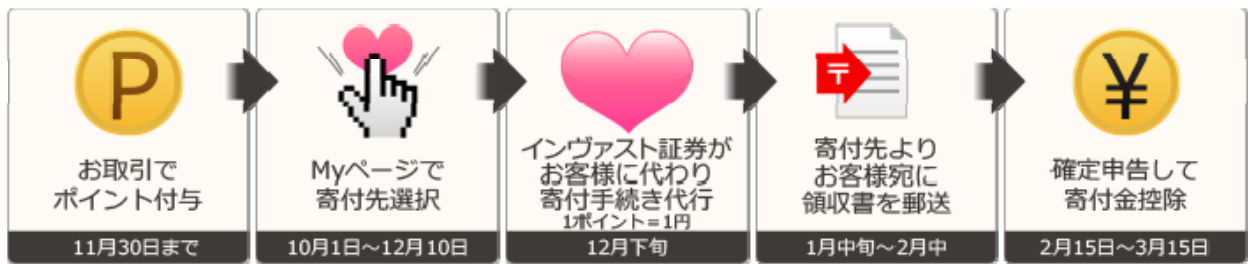 P
お取引で
ポイント付与
11月30日まで
Myページで
寄付先選択
10月1日～12月10日
インヴァスト証券が
お客様に代わり
寄付手続き代行
1ポイント＝1円
12月下旬
〒
寄付先より
お客様宛に
領収書を郵送
1月中旬～2月中
¥
確定申告して
寄付金控除
2月15日～3月15日